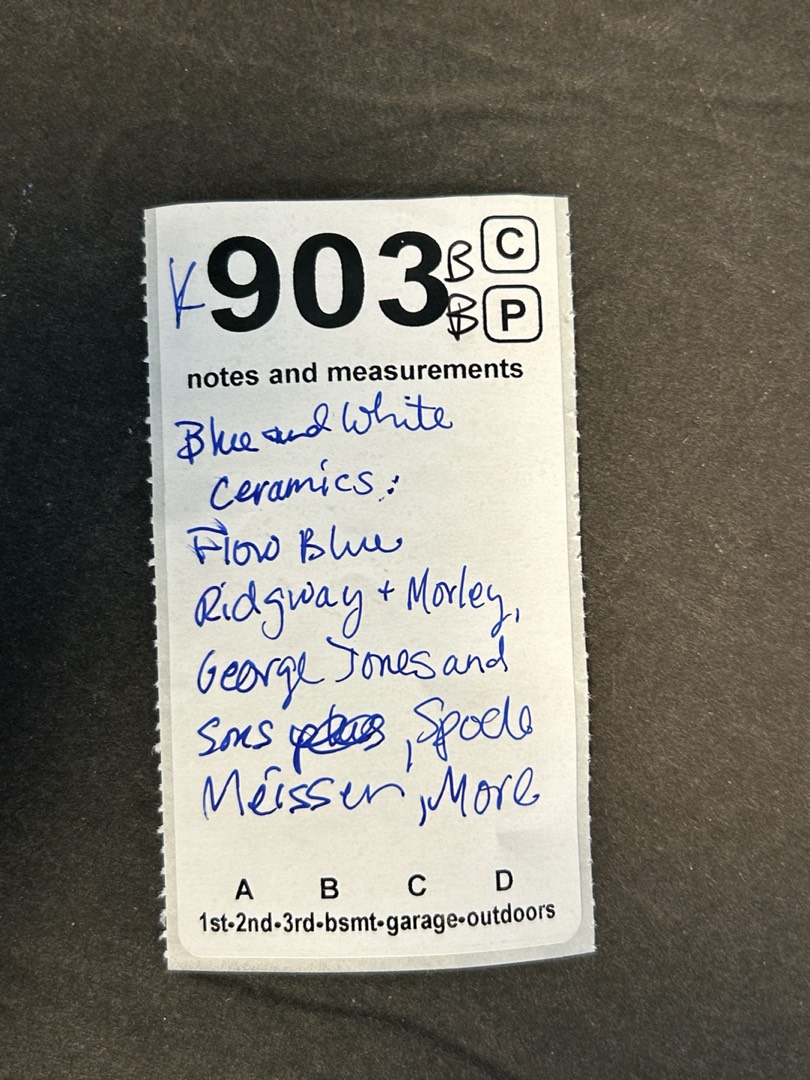 K903 B C
B P
notes and measurements
Blue and White
Ceramics:
Flow Blue
Ridgway + Morley,
George Jones and
Sons , Spode
Meissen, More
A B C D
1st-2nd-3rd-bsmt-garage-outdoors